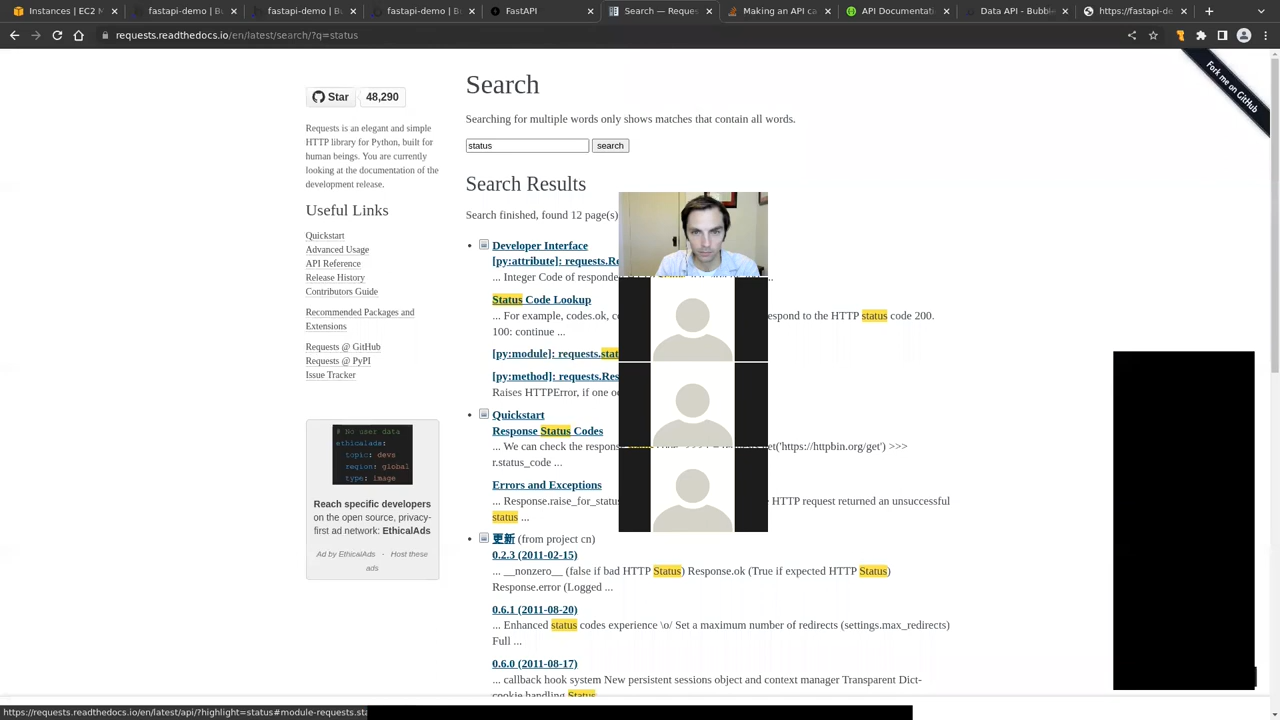 Instances | EC2 M
fastapi-demo [
fastapi-demo [
fastapi-demo/
fastapi-demo/
Search — Reque
Make42 API.png
Data API - Bubble
https://fastapi-de
requests.readthedocs.io/en/latest/search/?q=status
Fork me on GitHub
Star 48,290
Requests is an elegant and simple
HTTP library for Python, built for
human beings. You are currently
looking at the documentation of the
development release.
Useful Links
Quickstart
Advanced Usage
API Reference
Release History
Contributors Guide
Recommended Packages and
Extensions
Requests @ GitHub
Requests @ PyPI
Issue Tracker
# No user data
ethicalads:
topic: devs
region: global
type: image
Reach specific developers
on the open source, privacy-
first ad network: EthicalAds
Ad by EthicalAds - Host these
ads
Search
Searching for multiple words only shows matches that contain all words.
status search
Search Results
Search finished, found 12 page(s)
Developer Interface
[py:attribute]: requests.Re
... Integer Code of responde
Status Code Lookup
... For example, codes.ok, co spond to the HTTP status code 200.
100: continue ...
[py:module]: requests.stat
[py:method]: requests.Res
Raises HTTPError, if one oc
Quickstart
Response Status Codes
... We can check the respons et('https://httpbin.org/get') >>>
r.status_code ...
Errors and Exceptions
... Response.raise_for_statu HTTP request returned an unsuccessful
status ...
更新 (from project cn)
0.2.3 (2011-02-15)
... __nonzero__ (false if bad HTTP Status) Response.ok (True if expected HTTP Status)
Response.error (Logged ...
0.6.1 (2011-08-20)
... Enhanced status codes experience \o/ Set a maximum number of redirects (settings.max_redirects)
Full ...
0.6.0 (2011-08-17)
... callback hook system New persistent sessions object and context manager Transparent Dict-
cookie handling Status
https://requests.readthedocs.io/en/latest/api/?highlight=status#module-requests.sta